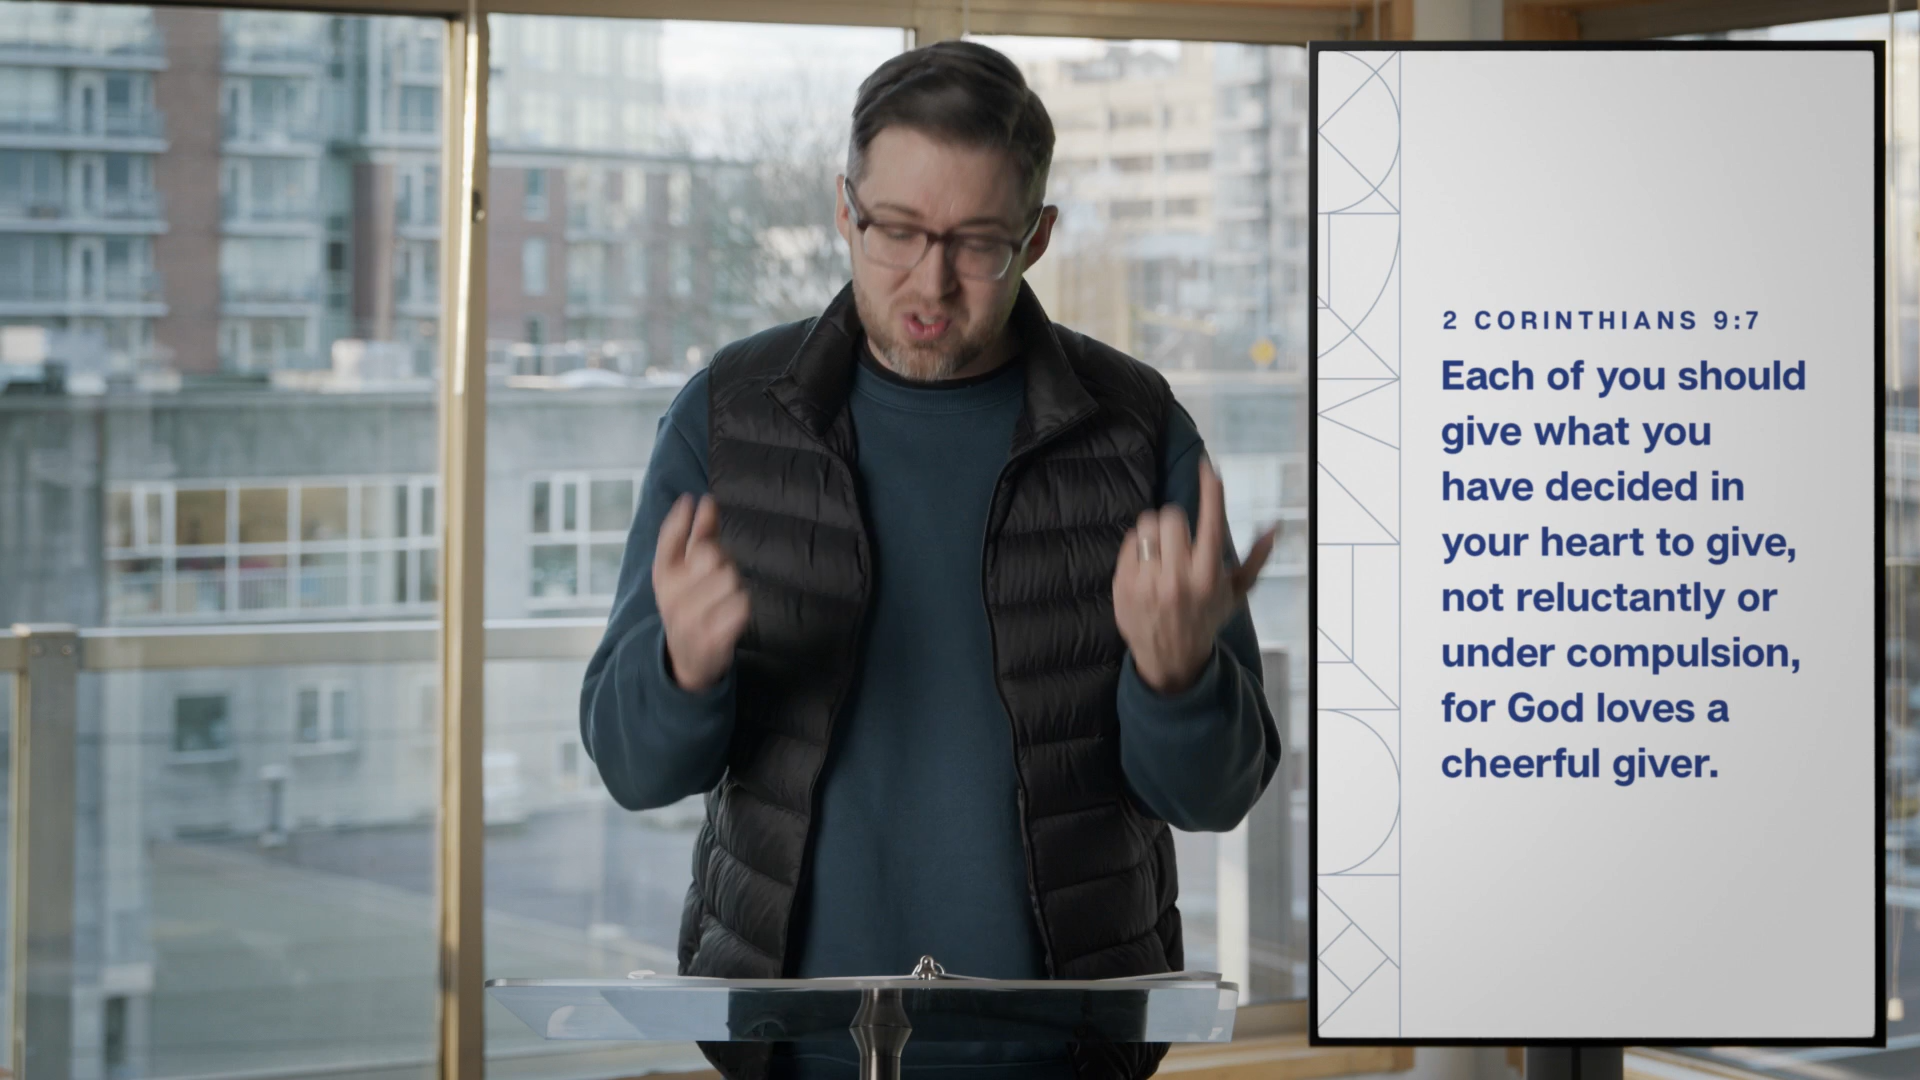 2 CORINTHIANS 9:7
Each of you should
give what you
have decided in
your heart to give,
not reluctantly or
under compulsion,
for God loves a
cheerful giver.